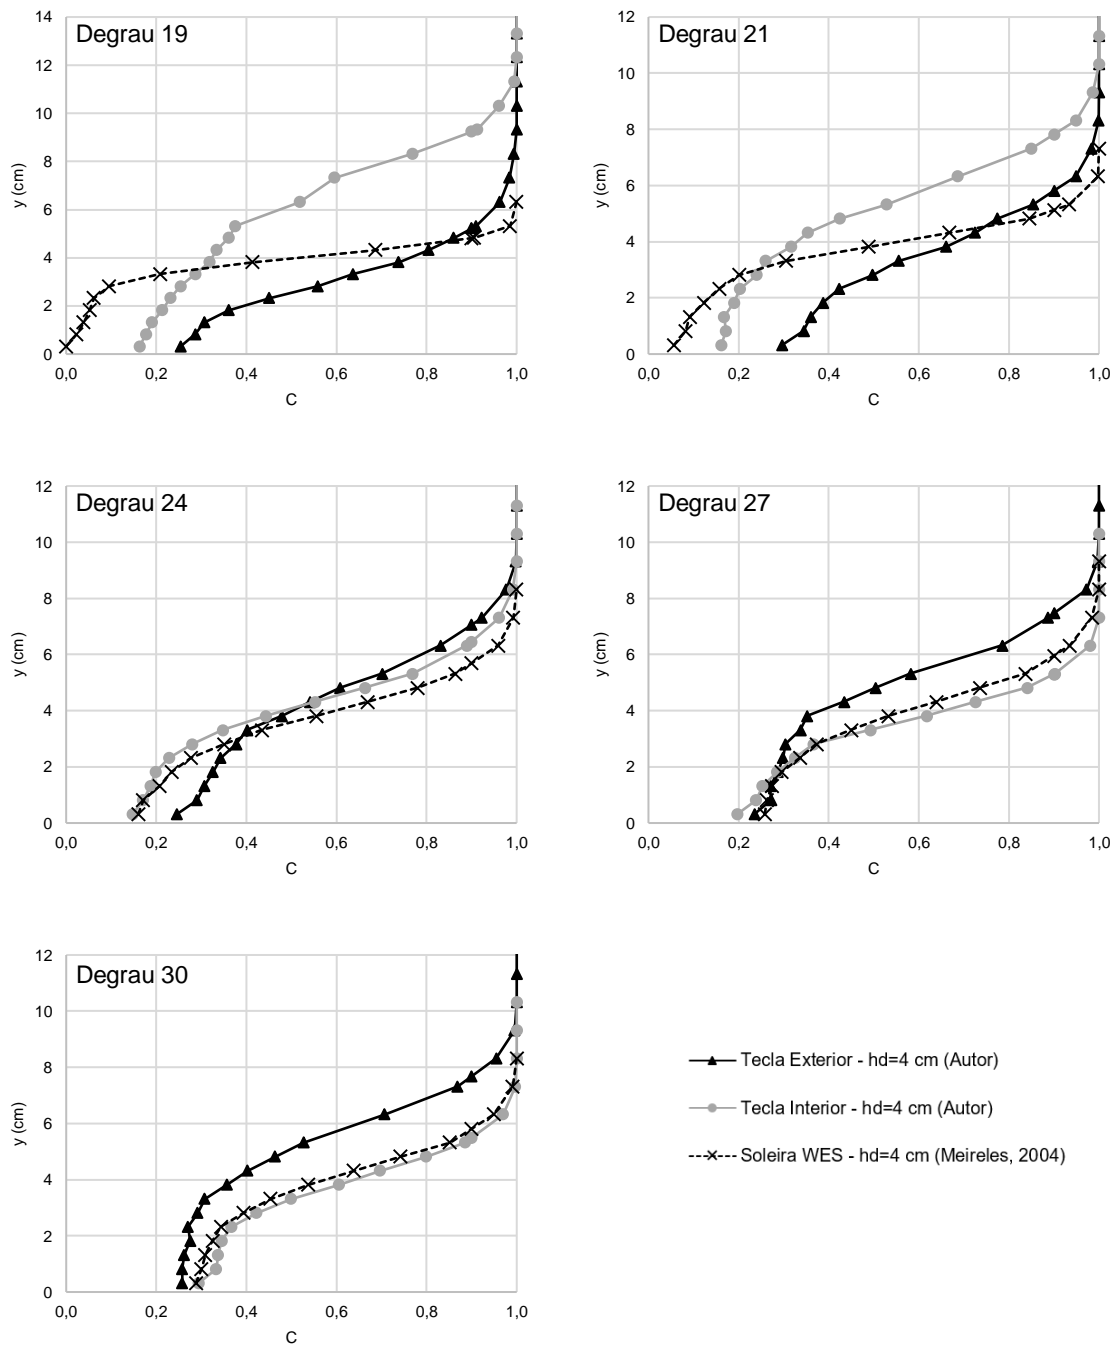 Degrau 19
14
12
10
8
6
4
2
0
y (cm)
0,0 0,2 0,4 0,6 0,8 1,0
C
Degrau 21
12
10
8
6
4
2
0
y (cm)
0,0 0,2 0,4 0,6 0,8 1,0
C
Degrau 24
12
10
8
6
4
2
0
y (cm)
0,0 0,2 0,4 0,6 0,8 1,0
C
Degrau 27
12
10
8
6
4
2
0
y (cm)
0,0 0,2 0,4 0,6 0,8 1,0
C
Degrau 30
12
10
8
6
4
2
0
y (cm)
0,0 0,2 0,4 0,6 0,8 1,0
C
Tecla Exterior - hd=4 cm (Autor)
Tecla Interior - hd=4 cm (Autor)
Soleira WES - hd=4 cm (Meireles, 2004)